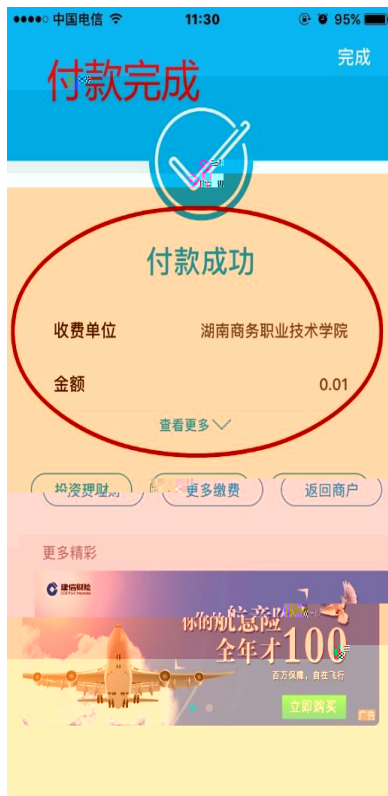 中国电信 11:30 95%
完成
付款完成
付款成功
收费单位 湖南商务职业技术学院
金额 0.01
查看更多
投资理财 更多缴费 返回商户
更多精彩
建信财险
你的航意险
全年才100
百万保障，自在飞行
立即购买
广告